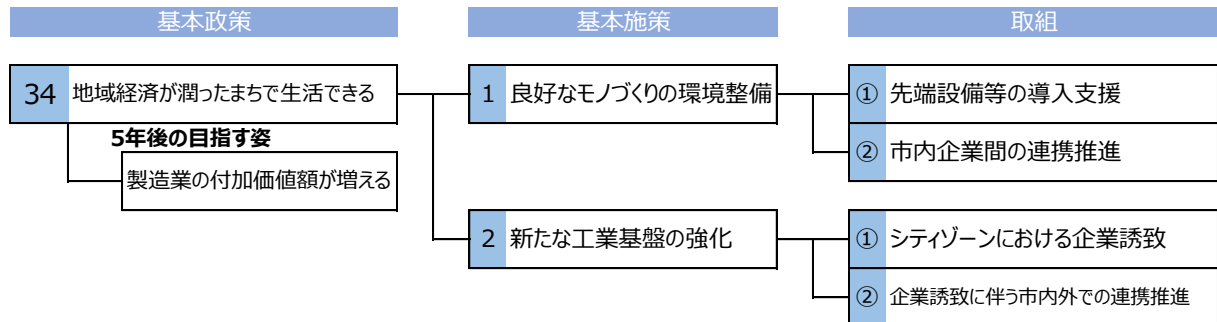 基本政策
基本施策
取組
34 地域経済が潤ったまちで生活できる
5年後の目指す姿
製造業の付加価値額が増える
1 良好なモノづくりの環境整備
① 先端設備等の導入支援
② 市内企業間の連携推進
2 新たな工業基盤の強化
① シティゾーンにおける企業誘致
② 企業誘致に伴う市内外での連携推進